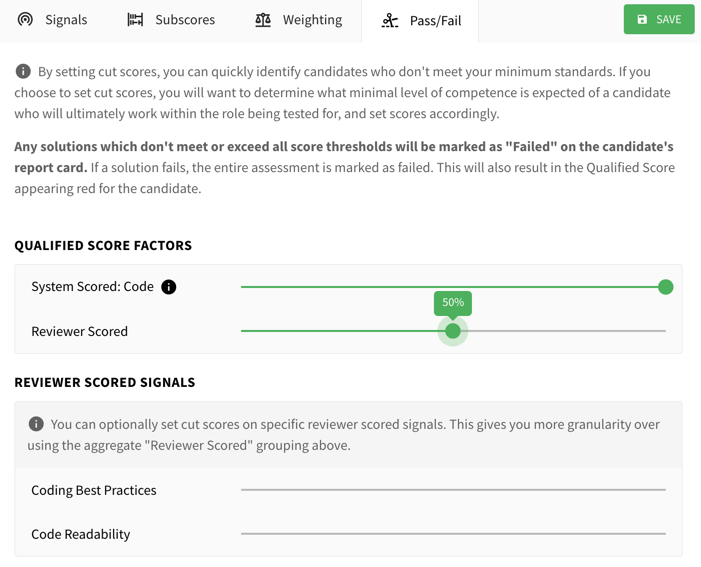 Signals
Subscores
Weighting
Pass/Fail
SAVE
By setting cut scores, you can quickly identify candidates who don't meet your minimum standards. If you
choose to set cut scores, you will want to determine what minimal level of competence is expected of a candidate
who will ultimately work within the role being tested for, and set scores accordingly.
Any solutions which don't meet or exceed all score thresholds will be marked as "Failed" on the candidate's
report card. If a solution fails, the entire assessment is marked as failed. This will also result in the Qualified Score
appearing red for the candidate.
QUALIFIED SCORE FACTORS
System Scored: Code
50%
Reviewer Scored
REVIEWER SCORED SIGNALS
You can optionally set cut scores on specific reviewer scored signals. This gives you more granularity over
using the aggregate "Reviewer Scored" grouping above.
Coding Best Practices
Code Readability